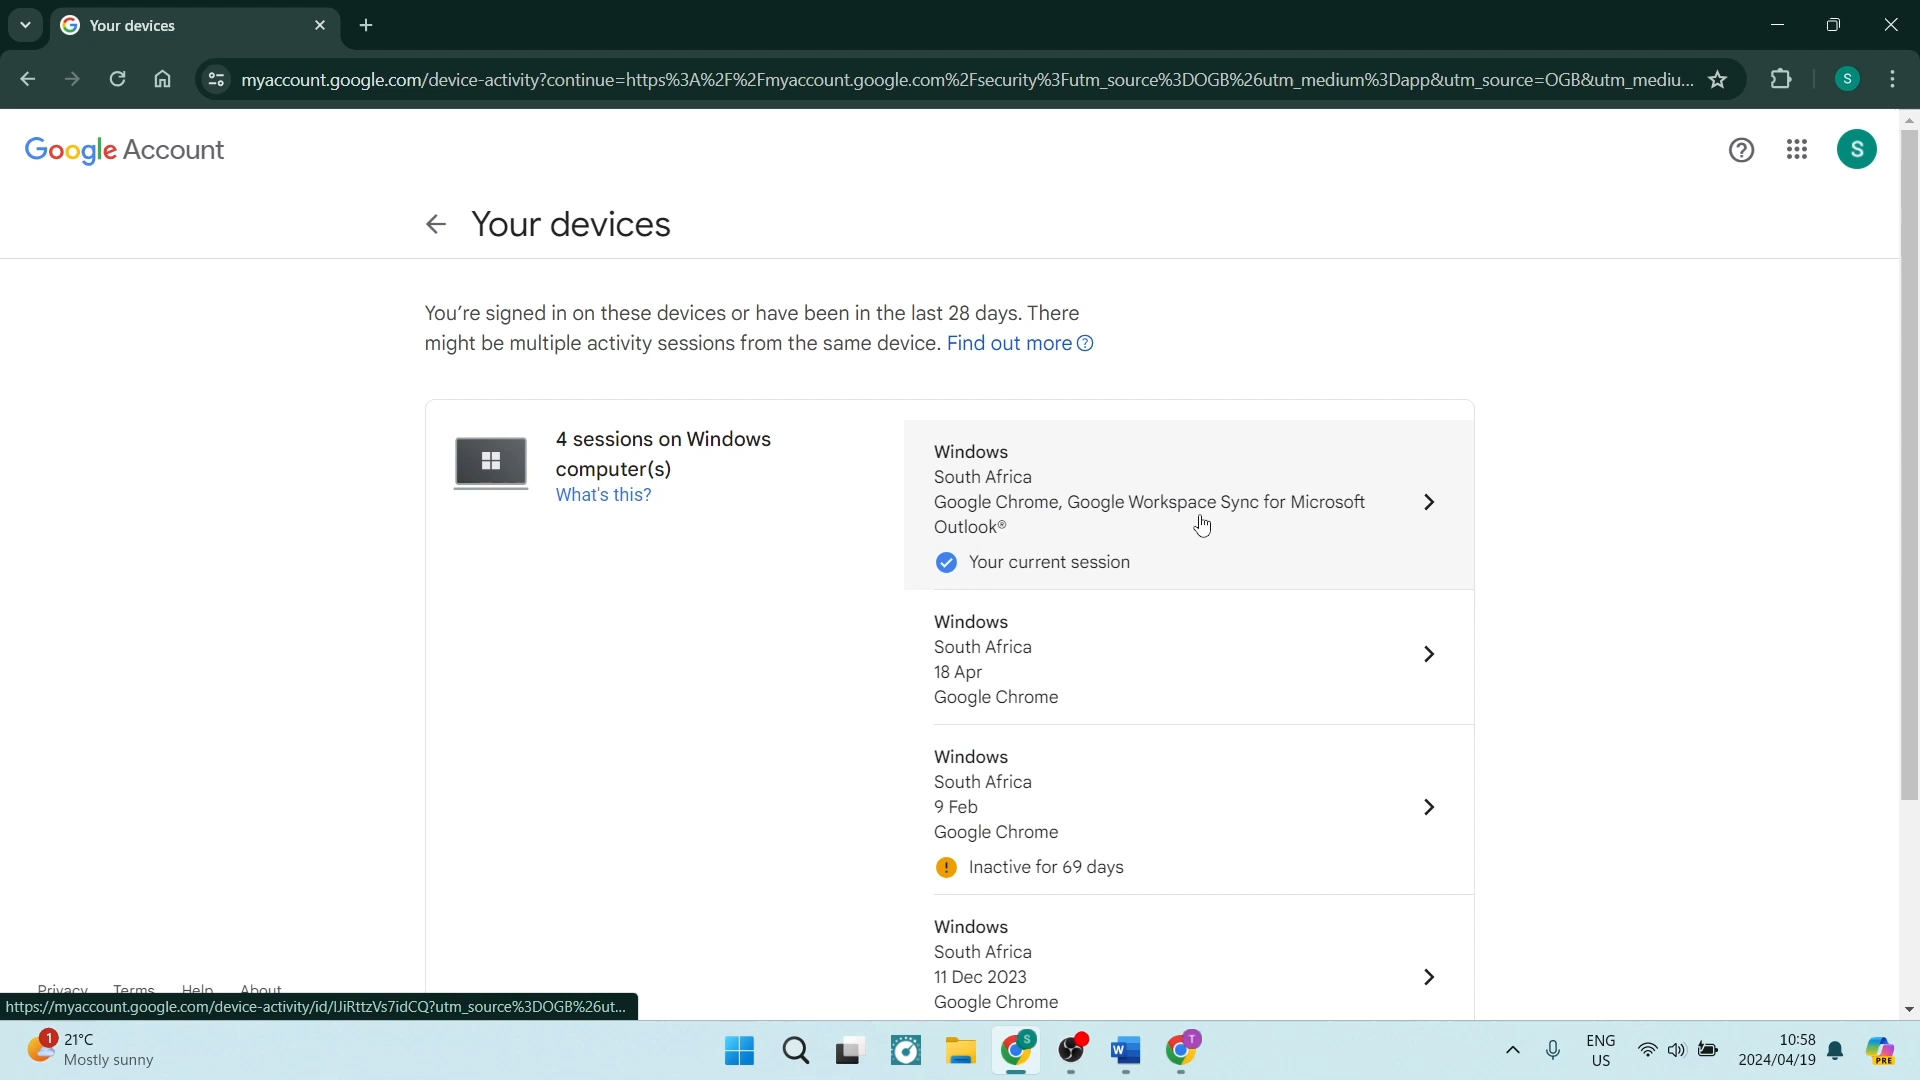 Your devices
myaccount.google.com/device-activity?continue=https%3A%2F%2Fmyaccount.google.com%2Fsecurity%3Futm_source%3DOGB%26utm_medium%3Dapp&utm_source=OGB&utm_mediu...
S
Google Account
S
Your devices
You're signed in on these devices or have been in the last 28 days. There
might be multiple activity sessions from the same device. Find out more
4 sessions on Windows
computer(s)
What's this?
Windows
South Africa
Google Chrome, Google Workspace Sync for Microsoft
Outlook®
Your current session
Windows
South Africa
18 Apr
Google Chrome
Windows
South Africa
9 Feb
Google Chrome
Inactive for 69 days
Windows
South Africa
11 Dec 2023
Google Chrome
Privacy Terms Help About
https://myaccount.google.com/device-activity/id/IJiRttzVs7idCQ?utm_source%3DOGB%26ut...
1
21°C
Mostly sunny
S
W
T
ENG
US
10:58
2024/04/19
PRE